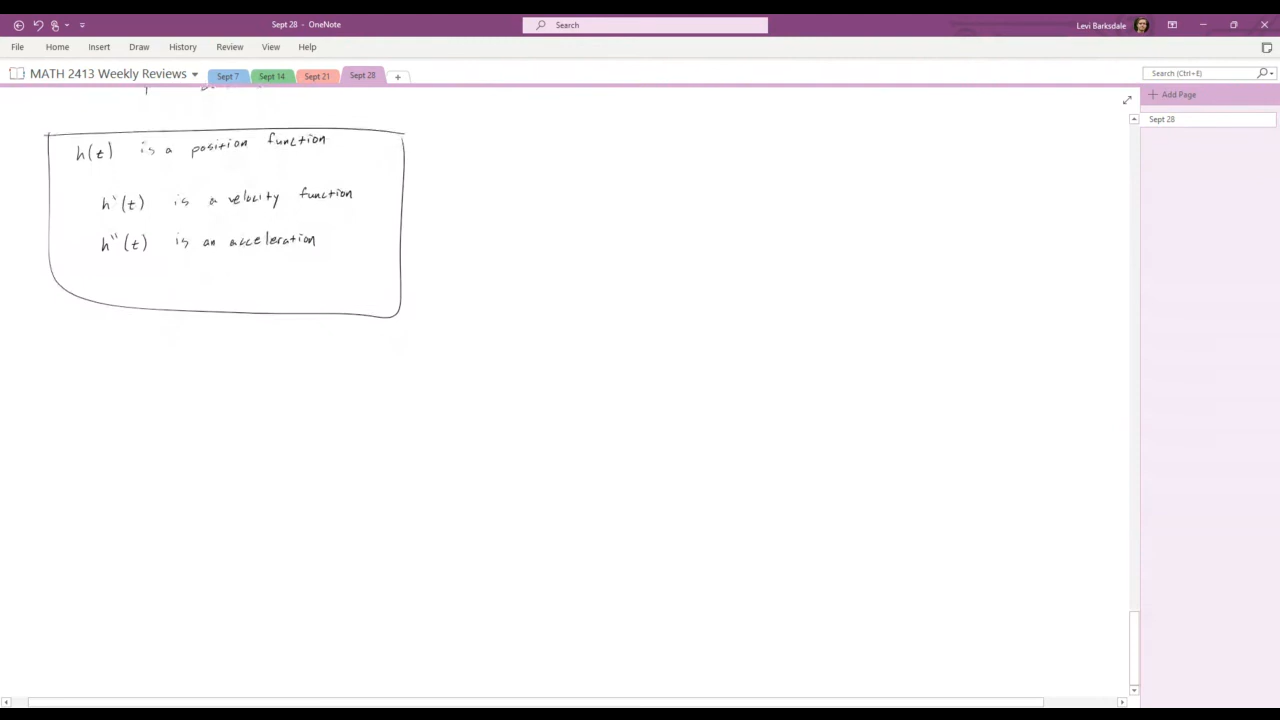 Sept 28 - OneNote
Search
Levi Barksdale
File Home Insert Draw History Review View Help
MATH 2413 Weekly Reviews
Sept 7 Sept 14 Sept 21 Sept 28 +
Search (Ctrl+E)
Add Page
Sept 28
h(t) is a position function
h'(t) is a velocity function
h''(t) is an acceleration